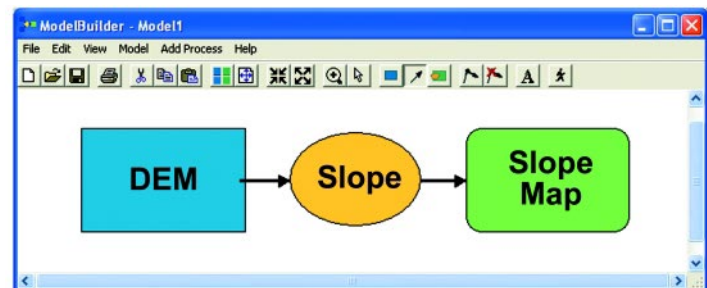 ModelBuilder - Model1
File Edit View Model Add Process Help
A
DEM
Slope
Slope
Map